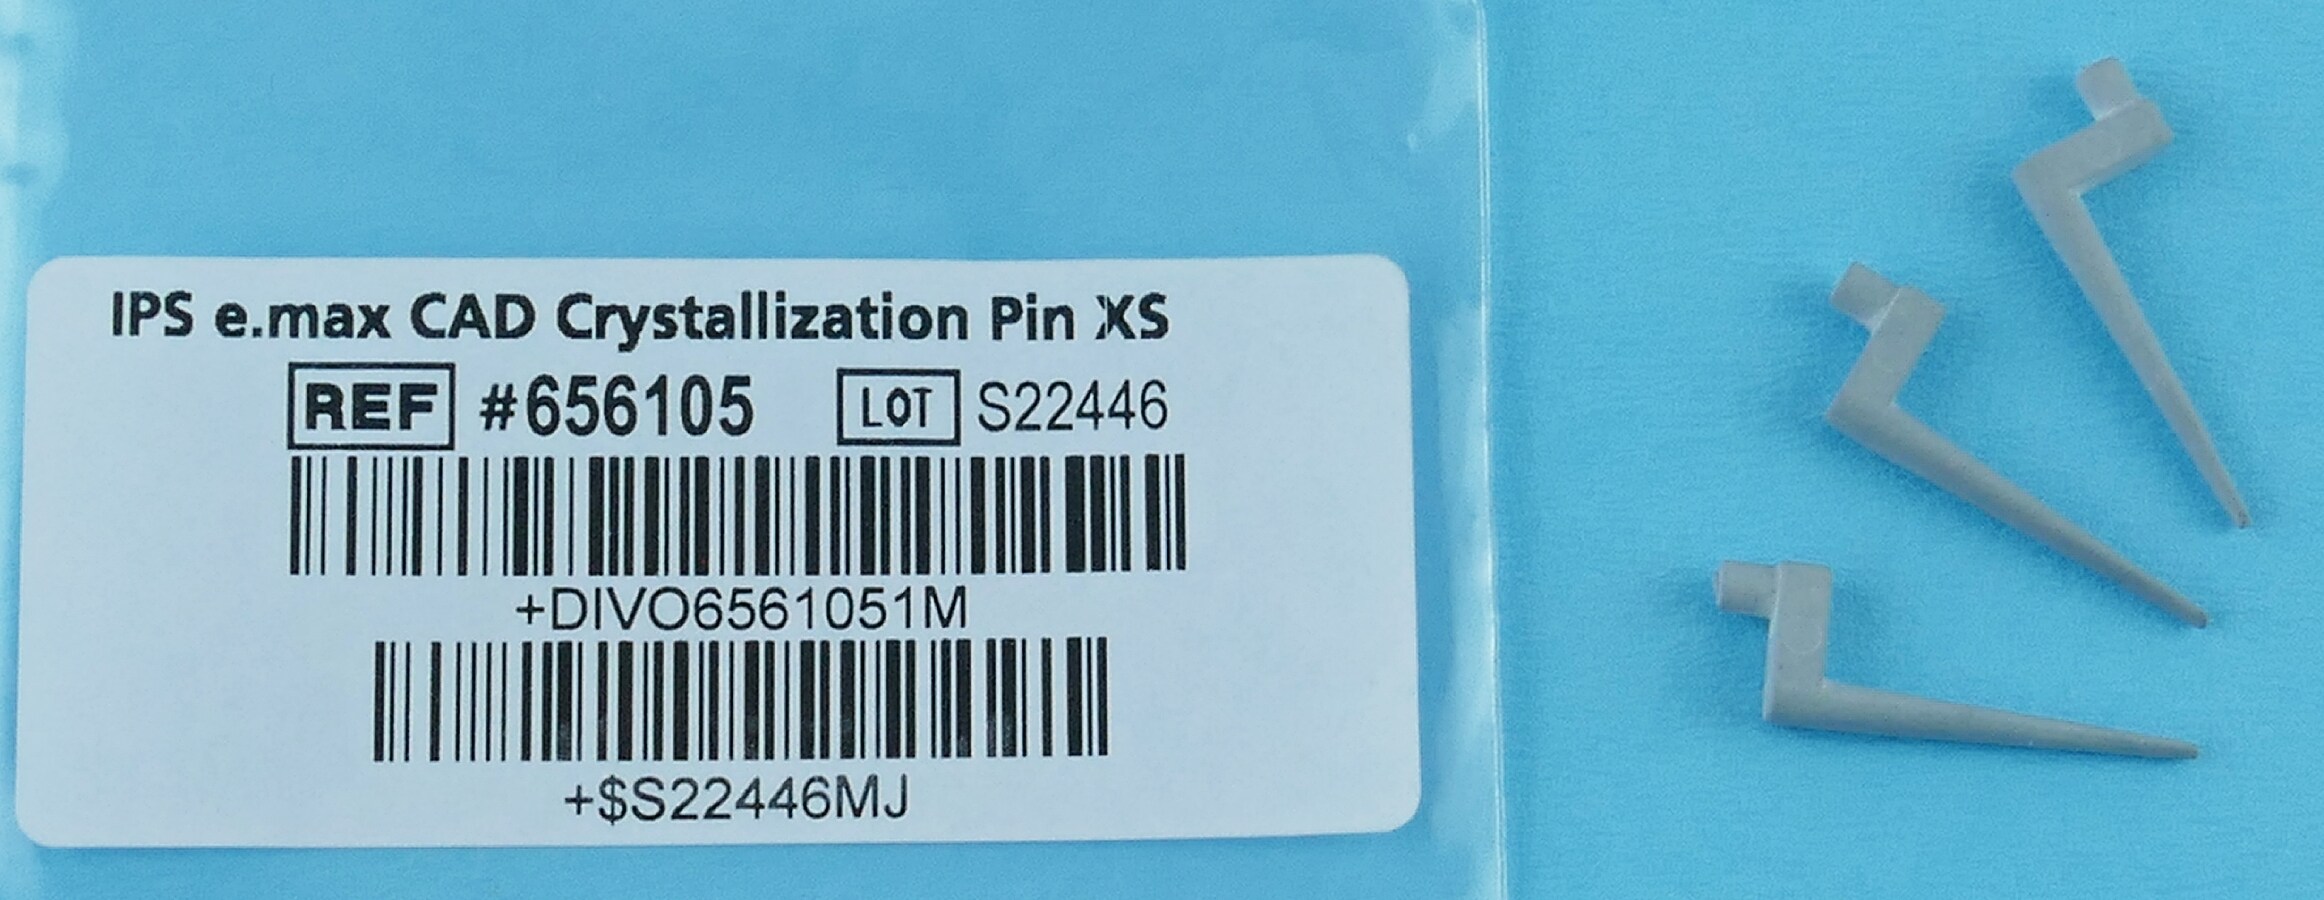 IPS e.max CAD Crystallization Pin XS
REF #656105 LOT S22446
+DIVO6561051M
+$S22446MJ